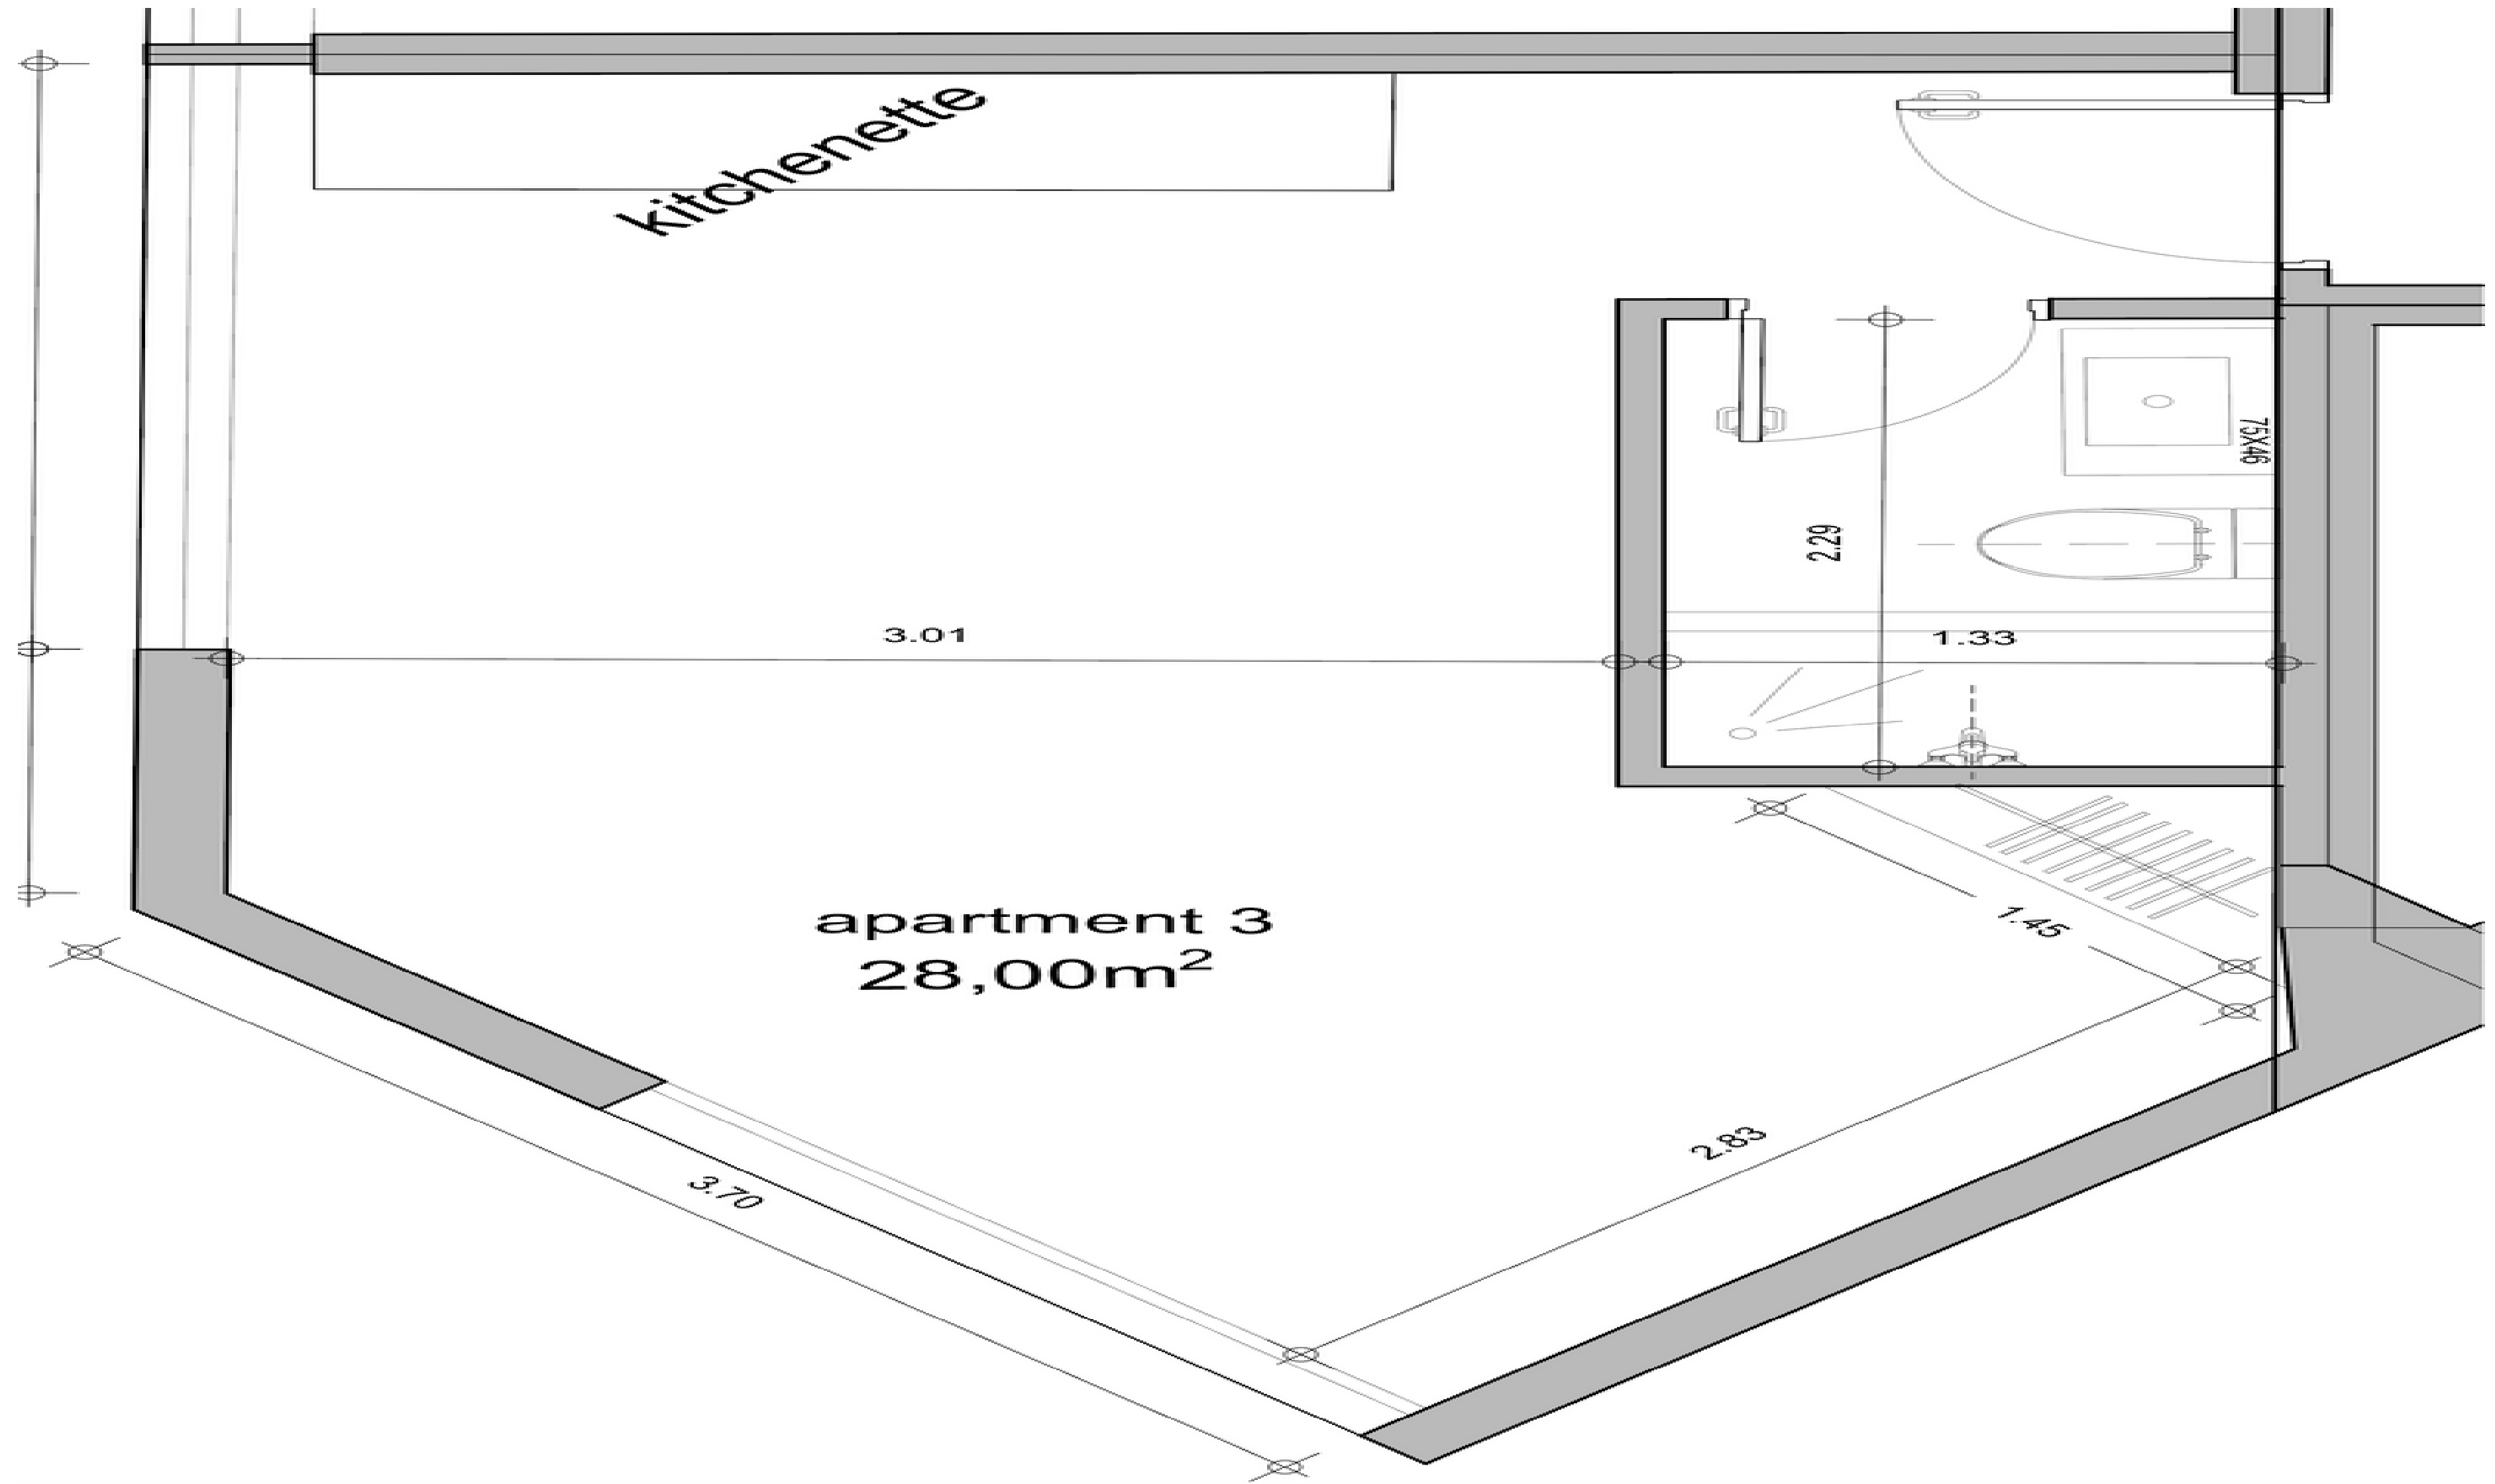 kitchenette
75X46
2.29
3.01
1.33
apartment 3
28,00m²
1.45
2.83
3.70